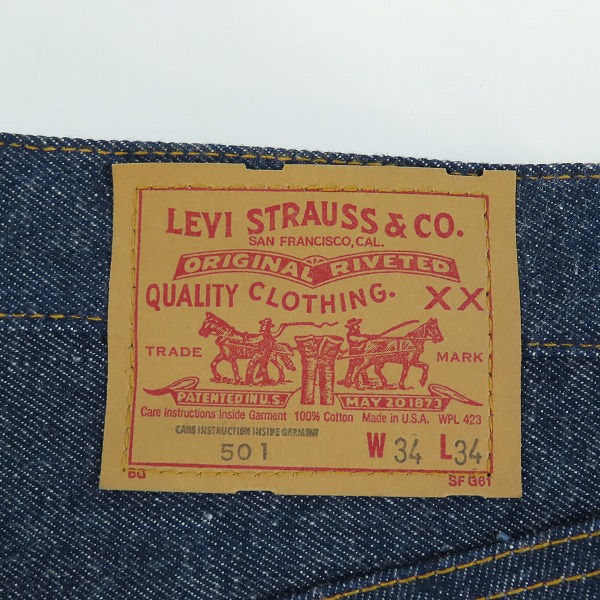 LEVI STRAUSS & CO.
SAN FRANCISCO, CAL.
ORIGINAL RIVETED
QUALITY CLOTHING. XX
TRADE MARK
PATENTED IN U.S. MAY 20 1873
Care Instructions Inside Garment 100% Cotton Made in U.S.A. WPL 423
CARE INSTRUCTION INSIDE GARMENT
501 W 34 L 34
BG SF G61